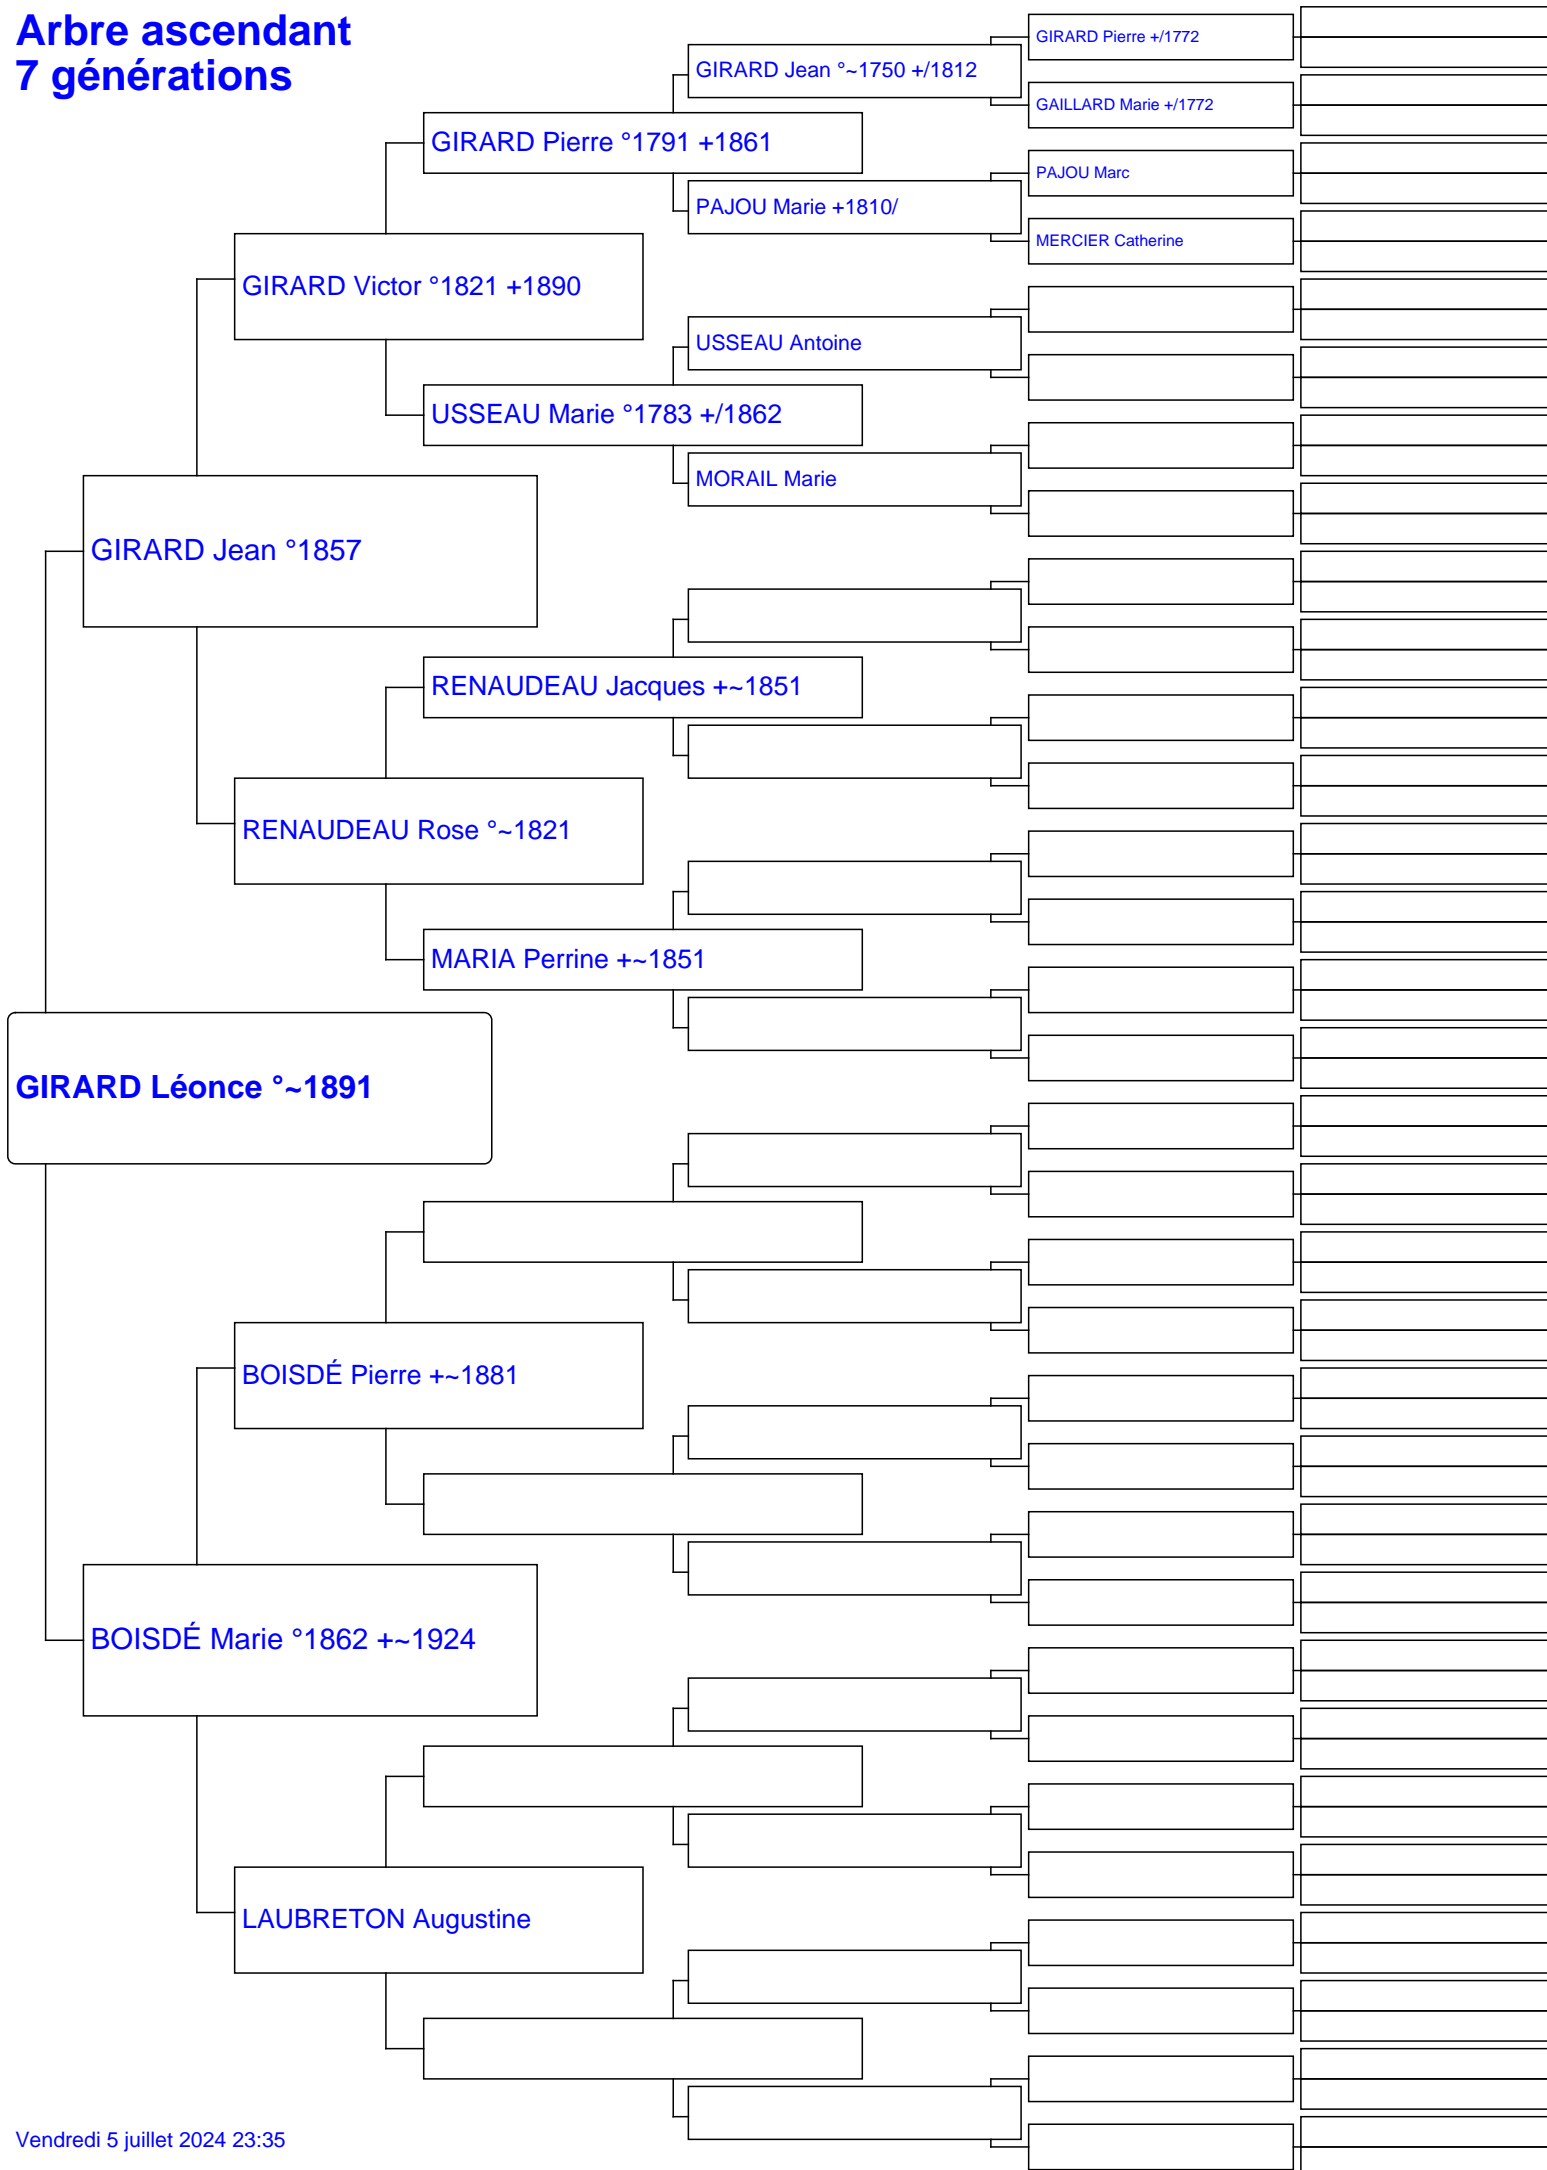 Arbre ascendant
7 générations
GIRARD Pierre +/1772
GIRARD Jean °~1750 +/1812
GAILLARD Marie +/1772
GIRARD Pierre °1791 +1861
PAJOU Marc
PAJOU Marie +1810/
MERCIER Catherine
GIRARD Victor °1821 +1890
USSEAU Antoine
USSEAU Marie °1783 +/1862
MORAIL Marie
GIRARD Jean °1857
RENAUDEAU Jacques +~1851
RENAUDEAU Rose °~1821
MARIA Perrine +~1851
GIRARD Léonce °~1891
BOISDÉ Pierre +~1881
BOISDÉ Marie °1862 +~1924
LAUBRETON Augustine
Vendredi 5 juillet 2024 23:35